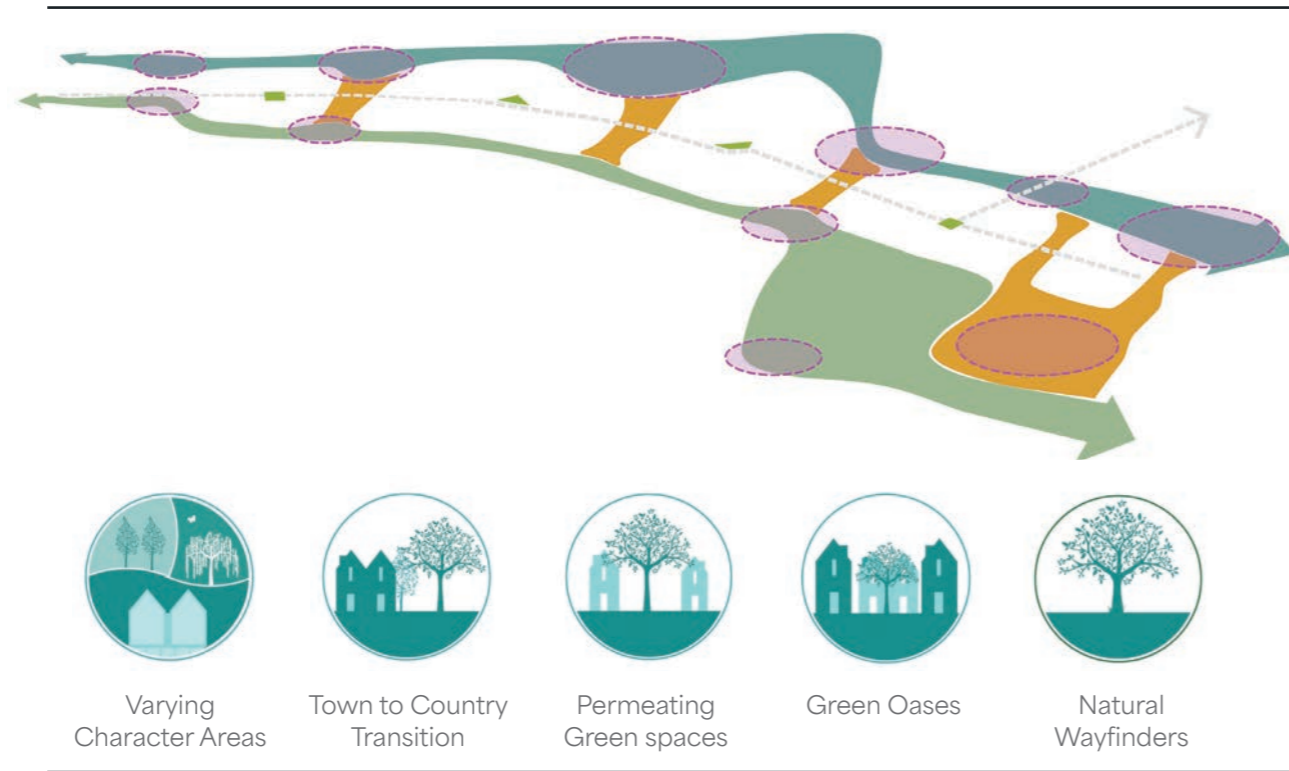 Varying
Character Areas
Town to Country
Transition
Permeating
Green spaces
Green Oases
Natural
Wayfinders